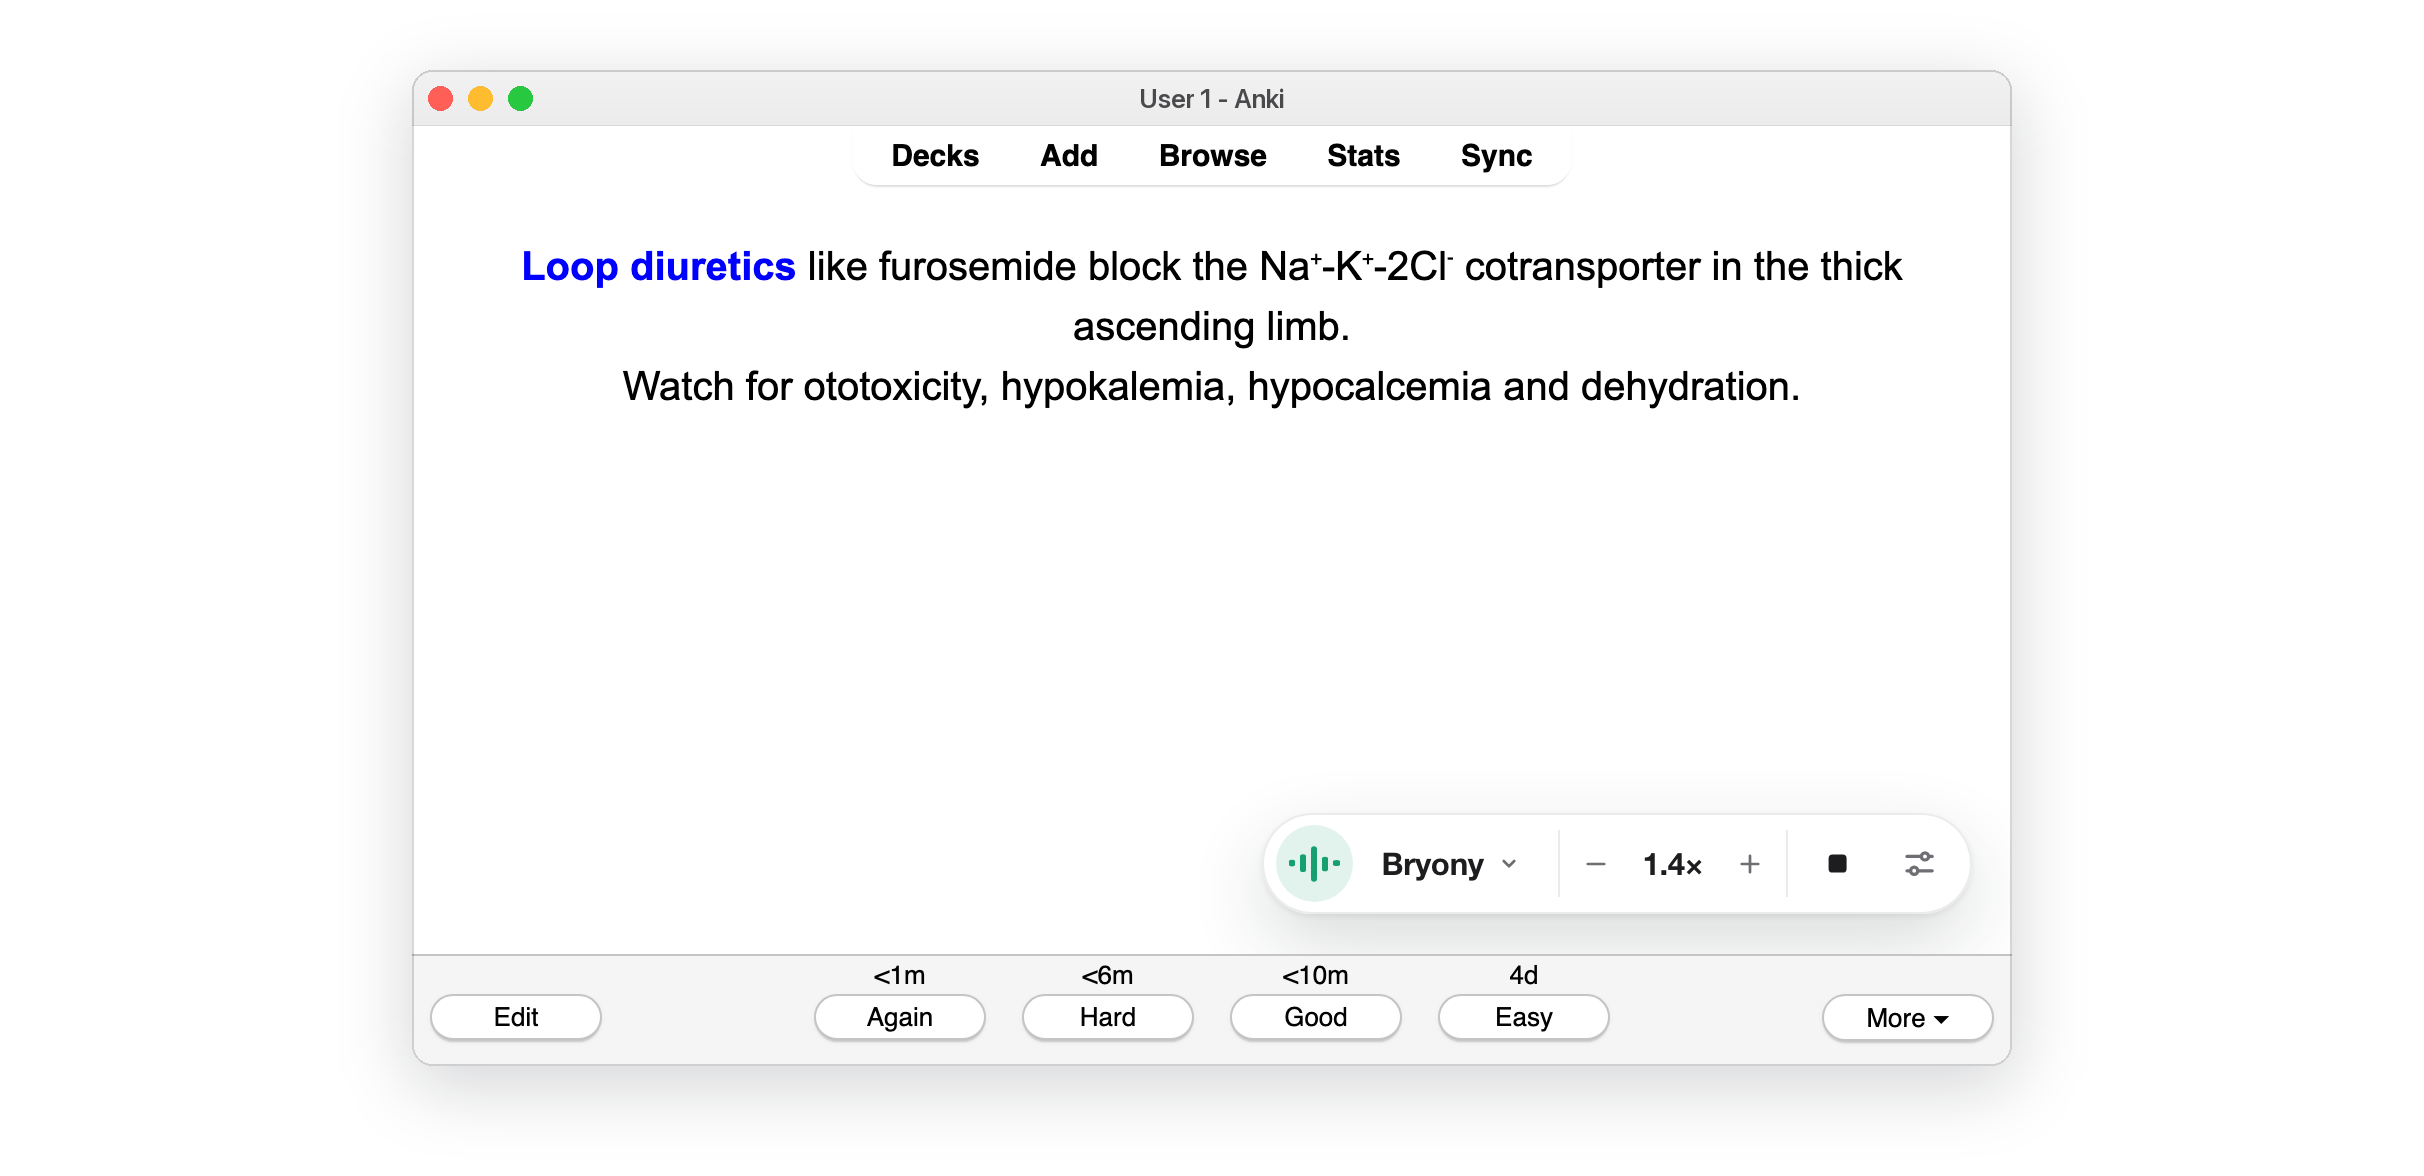 User 1 - Anki
Decks Add Browse Stats Sync
Loop diuretics like furosemide block the Na⁺-K⁺-2Cl⁻ cotransporter in the thick
ascending limb.
Watch for ototoxicity, hypokalemia, hypocalcemia and dehydration.
Bryony − 1.4× +
<1m <6m <10m 4d
Edit Again Hard Good Easy More